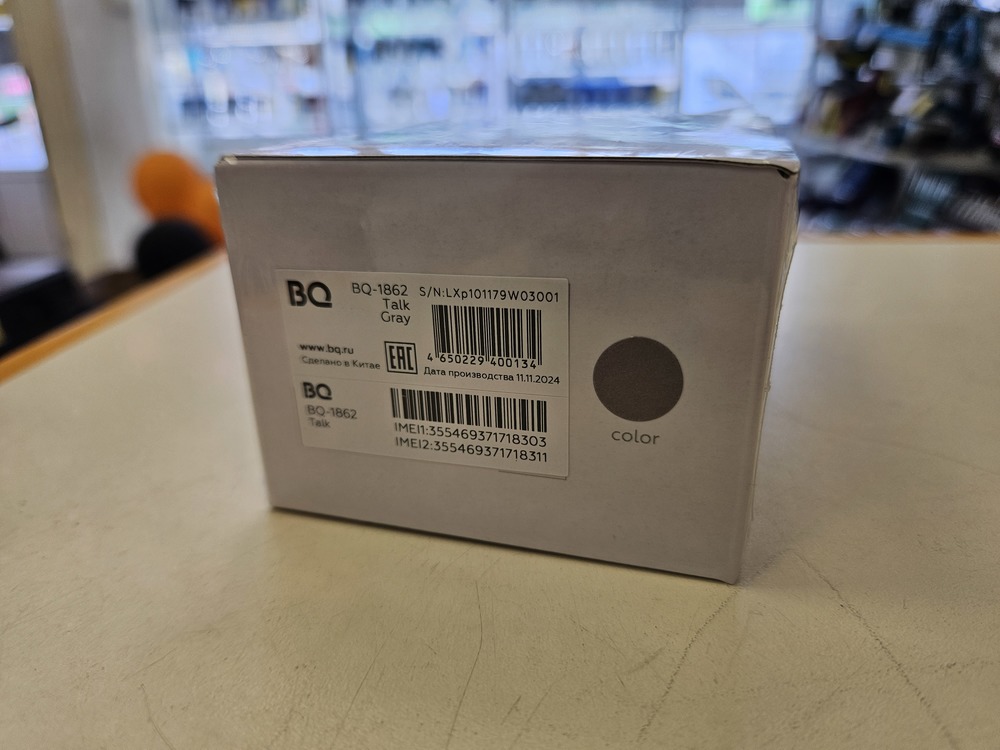 BQ
BQ-1862
Talk
Gray
S/N:LXp101179W03001
4 650229 400134
www.bq.ru
Сделано в Китае
EAC
Дата производства 11.11.2024
BQ
BQ-1862
Talk
IMEI1:355469371718303
IMEI2:355469371718311
color